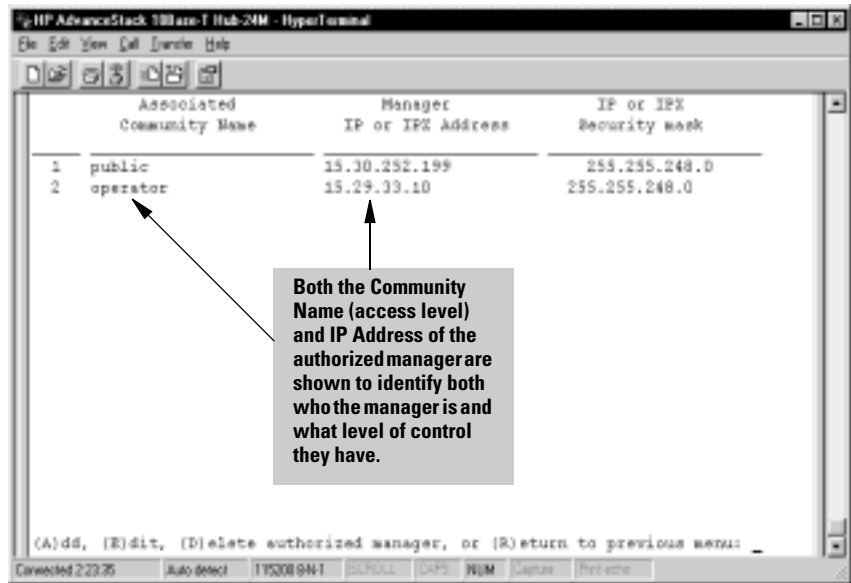 HP AdvanceStack 10Base-T Hub-24M - HyperTerminal
File Edit View Call Transfer Help
Associated Manager IP or IPX
Community Name IP or IPX Address Security mask
1 public 15.30.252.199 255.255.248.0
2 operator 15.29.33.10 255.255.248.0
Both the Community
Name (access level)
and IP Address of the
authorized manager are
shown to identify both
who the manager is and
what level of control
they have.
(A)dd, (E)dit, (D)elete authorized manager, or (R)eturn to previous menu: _
Connected 2:23:35 Auto detect 115200 8-N-1 SCROLL CAPS NUM Capture Print echo